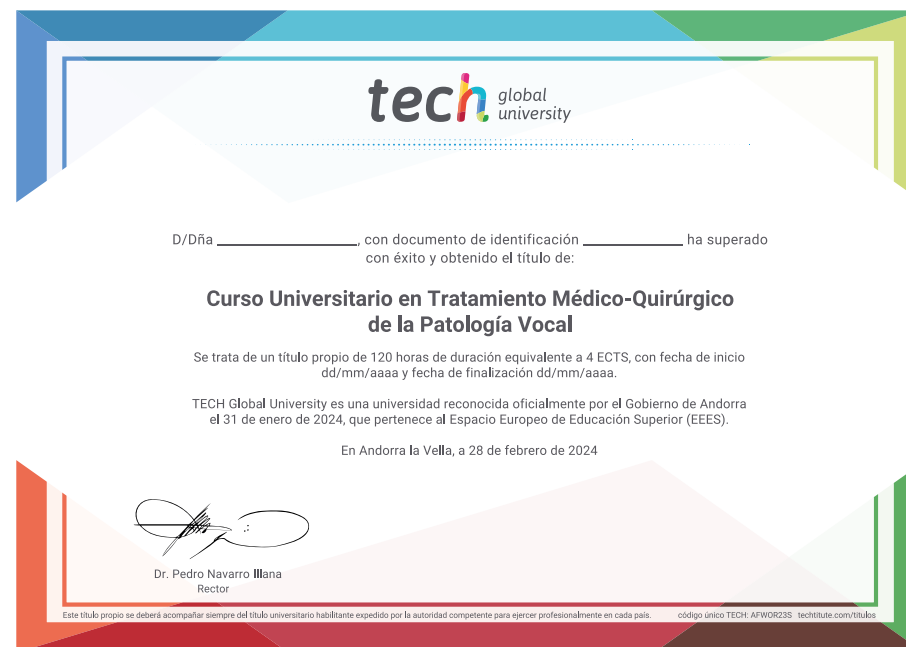 tech global university
D/Dña ________________, con documento de identificación ____________ ha superado
con éxito y obtenido el título de:
Curso Universitario en Tratamiento Médico-Quirúrgico
de la Patología Vocal
Se trata de un título propio de 120 horas de duración equivalente a 4 ECTS, con fecha de inicio
dd/mm/aaaa y fecha de finalización dd/mm/aaaa.
TECH Global University es una universidad reconocida oficialmente por el Gobierno de Andorra
el 31 de enero de 2024, que pertenece al Espacio Europeo de Educación Superior (EEES).
En Andorra la Vella, a 28 de febrero de 2024
Dr. Pedro Navarro Illana
Rector
Este título propio se deberá acompañar siempre del título universitario habilitante expedido por la autoridad competente para ejercer profesionalmente en cada país. código único TECH: AFWOR23S techtitute.com/titulos